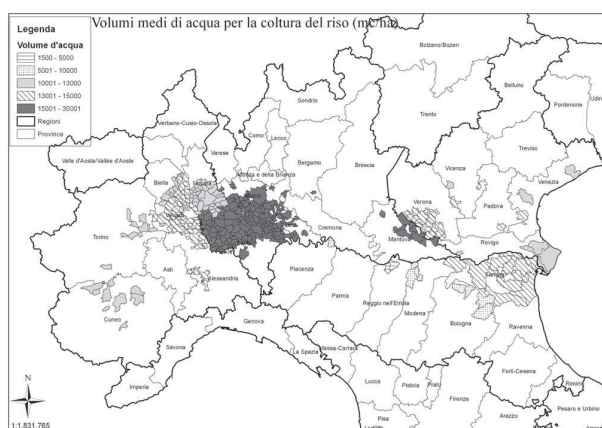 Volumi medi di acqua per la coltura del riso (mc/ha)
Legenda
Volume d'acqua
1500 - 5000
5001 - 10000
10001 - 13000
13001 - 15000
15001 - 30001
Regioni
Province
Bolzano/Bozen
Sondrio
Belluno
Verbano-Cusio-Ossola
Trento
Pordenone
Udin
Como
Lecco
Varese
Valle d'Aosta/Vallée d'Aoste
Bergamo
Brescia
Treviso
Vicenza
Monza e della Brianza
Biella
Novara
Venezia
Verona
Padova
Torino
Cremona
Mantova
Rovigo
Asti
Piacenza
Ferrara
Alessandria
Parma
Reggio nell'Emilia
Modena
Cuneo
Bologna
Ravenna
Genova
Savona
La Spezia
Massa-Carrara
Forlì-Cesena
Rimini
Imperia
Lucca
Pistoia
Prato
Firenze
Pesaro e Urbino
Arezzo
Pisa
N
1:1.831.765